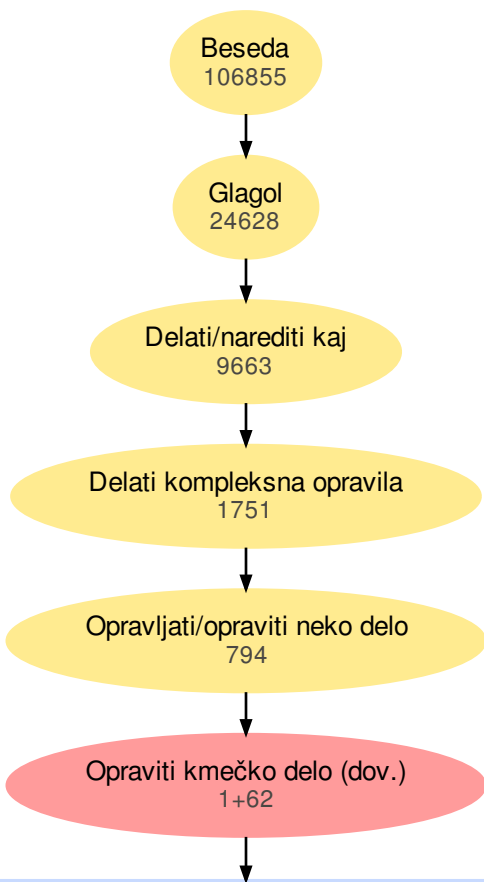 Beseda
106855
Glagol
24628
Delati/narediti kaj
9663
Delati kompleksna opravila
1751
Opravljati/opraviti neko delo
794
Opraviti kmečko delo (dov.)
1+62